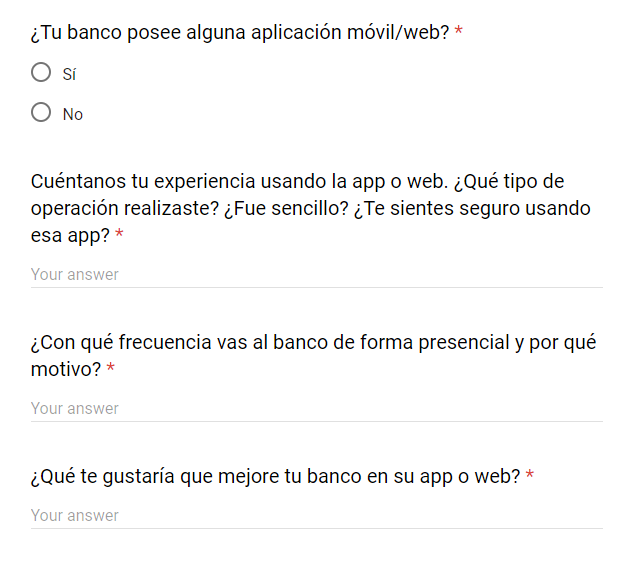 ¿Tu banco posee alguna aplicación móvil/web? *
Sí
No
Cuéntanos tu experiencia usando la app o web. ¿Qué tipo de
operación realizaste? ¿Fue sencillo? ¿Te sientes seguro usando
esa app? *
Your answer
¿Con qué frecuencia vas al banco de forma presencial y por qué
motivo? *
Your answer
¿Qué te gustaría que mejore tu banco en su app o web? *
Your answer